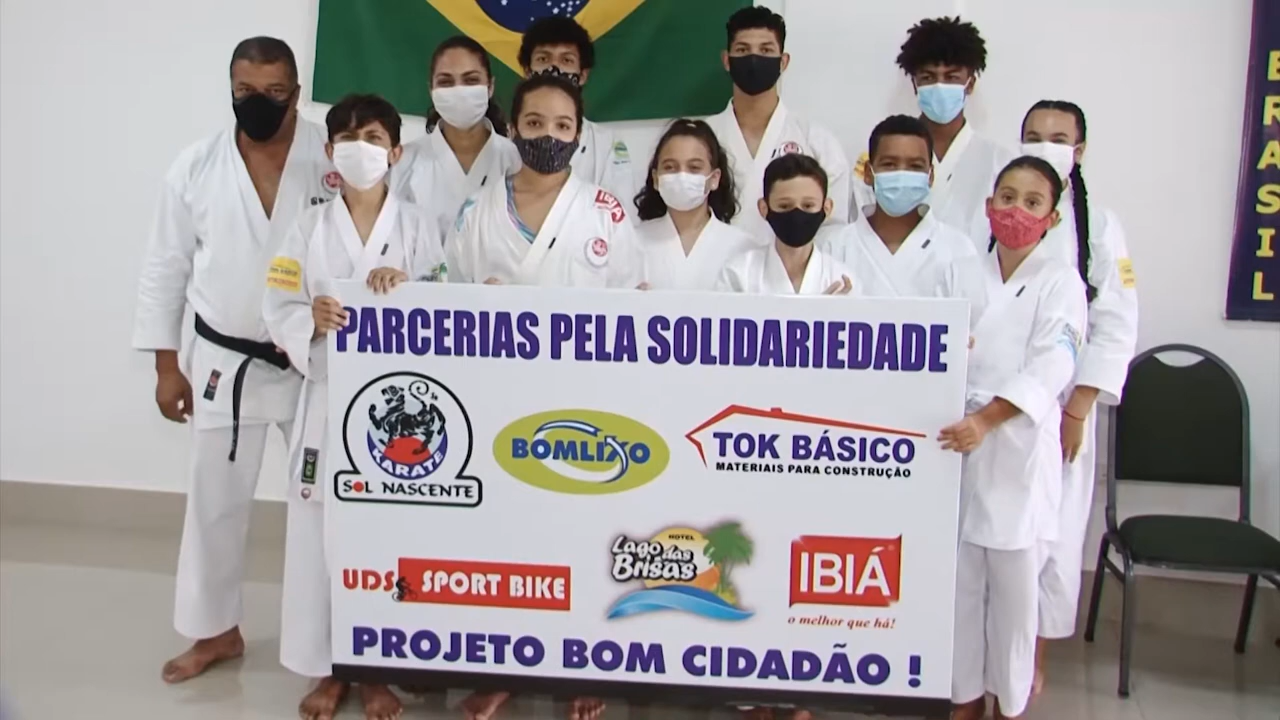 BRASIL
IBIÁ
PARCERIAS PELA SOLIDARIEDADE
KARATE
SOL NASCENTE
BOMLIXO
TOK BÁSICO
MATERIAIS PARA CONSTRUÇÃO
UDS SPORT BIKE
HOTEL
Lago das
Brisas
IBIÁ
o melhor que há!
PROJETO BOM CIDADÃO !